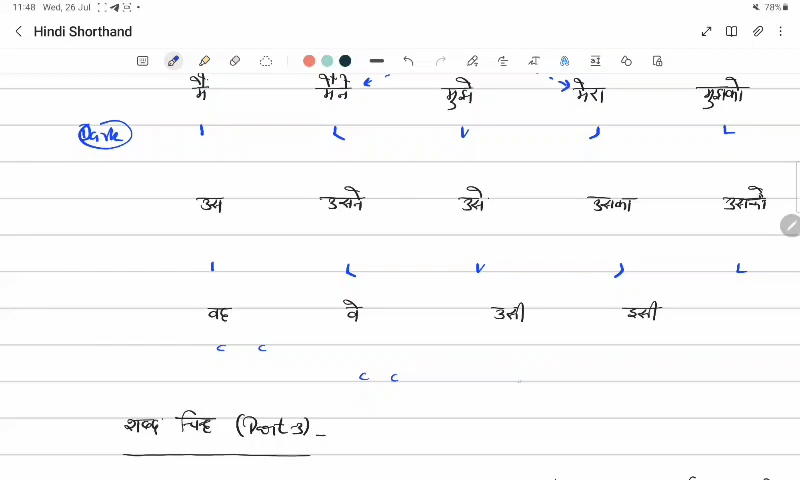 11:48 Wed, 26 Jul 78%
Hindi Shorthand
मैं मैंने मुझे मेरा मुझको
Dark
उस उसने उसे उसका उसको
वह वे उसी इसी
शब्द चिह्न (Part 3)